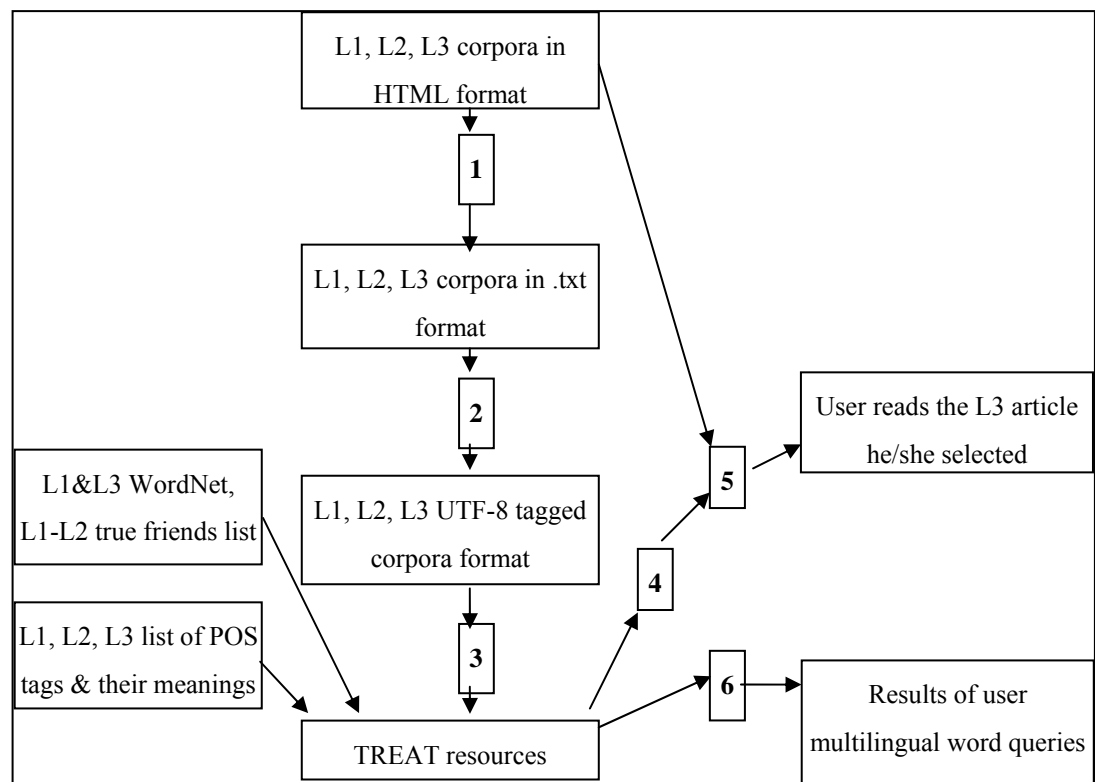 L1, L2, L3 corpora in
HTML format
1
L1, L2, L3 corpora in .txt
format
2
User reads the L3 article
he/she selected
5
L1&L3 WordNet,
L1-L2 true friends list
L1, L2, L3 UTF-8 tagged
corpora format
4
L1, L2, L3 list of POS
tags & their meanings
3
6
TREAT resources
Results of user
multilingual word queries